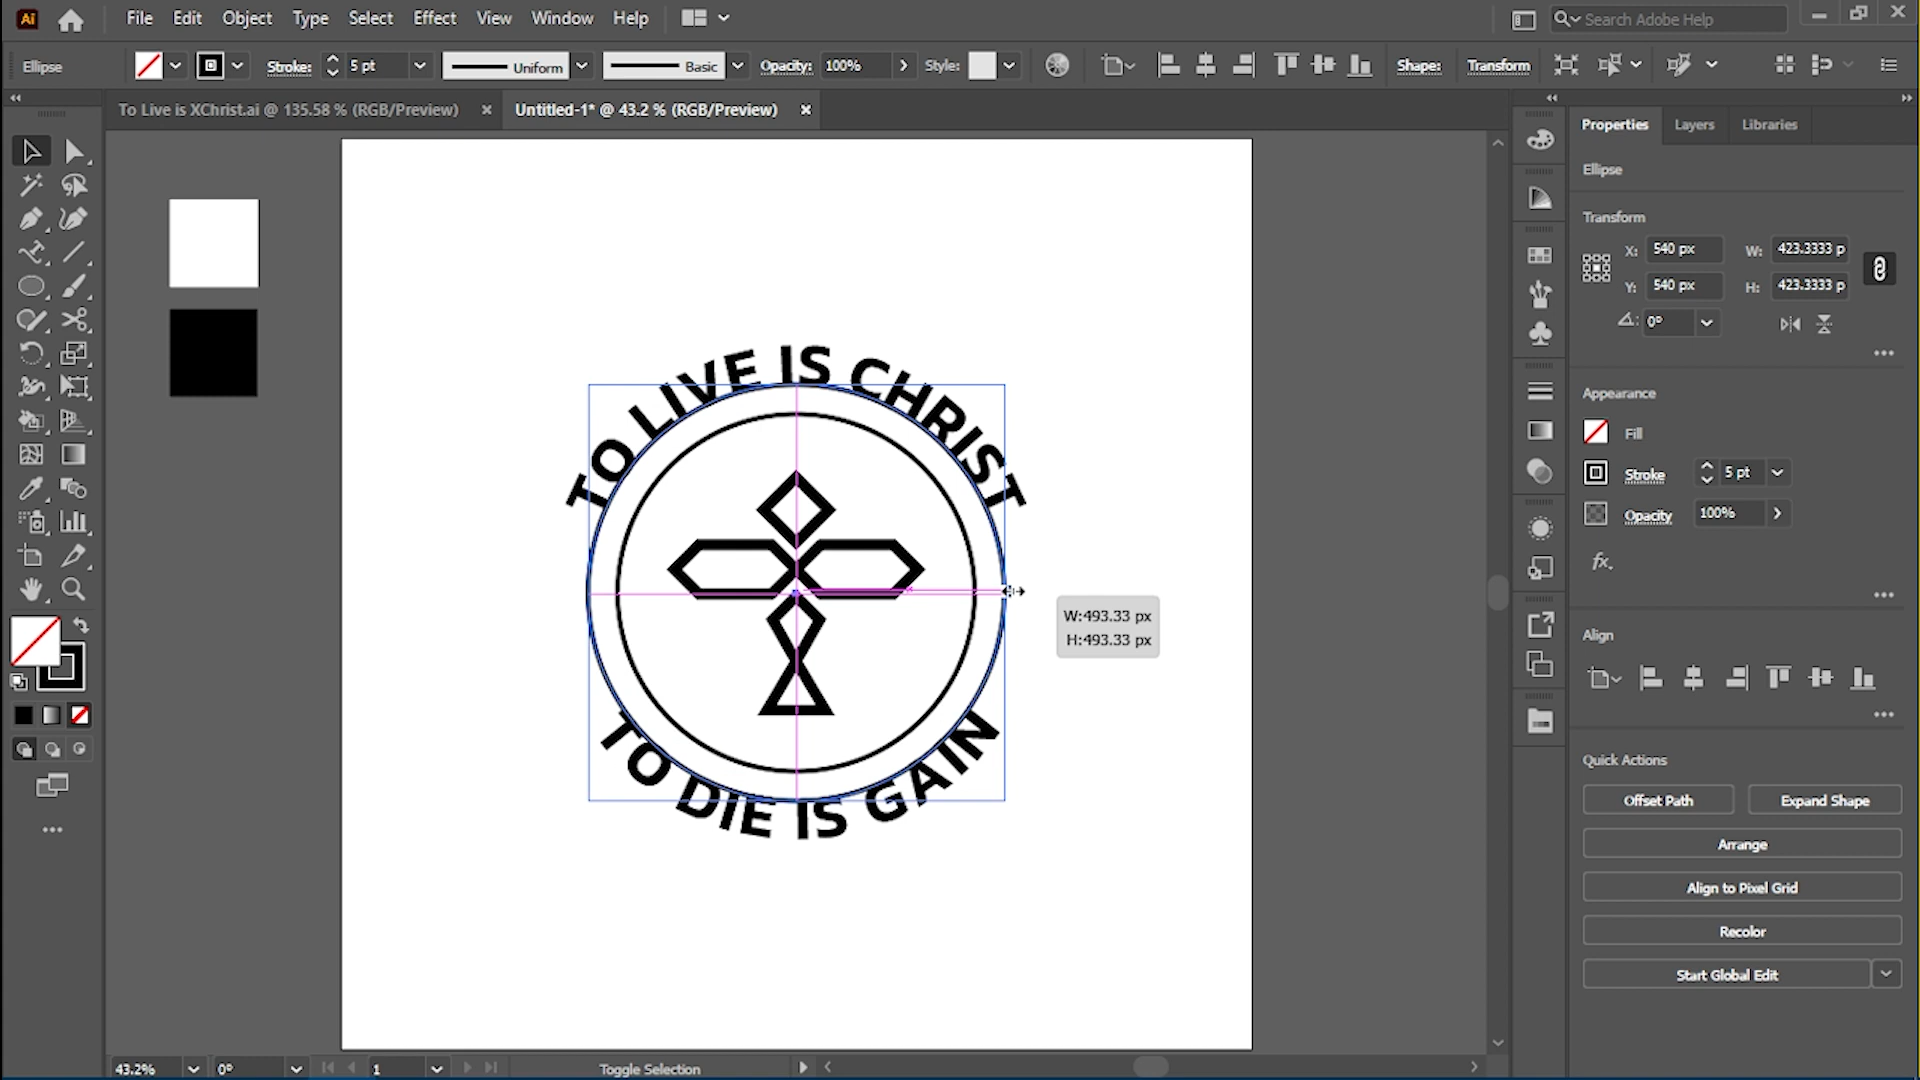 Ai File Edit Object Type Select Effect View Window Help Search Adobe Help
Ellipse Stroke: 5 pt Uniform Basic Opacity: 100% Style: Shape: Transform
To Live is XChrist.ai @ 135.58 % (RGB/Preview) × Untitled-1* @ 43.2 % (RGB/Preview) ×
TO LIVE IS CHRIST
TO DIE IS GAIN
W:493.33 px
H:493.33 px
Properties Layers Libraries
Ellipse
Transform
X: 540 px W: 423.3333 p
Y: 540 px H: 423.3333 p
0°
Appearance
Fill
Stroke 5 pt
Opacity 100%
fx.
Align
Quick Actions
Offset Path Expand Shape
Arrange
Align to Pixel Grid
Recolor
Start Global Edit
43.2% 0° 1 Toggle Selection